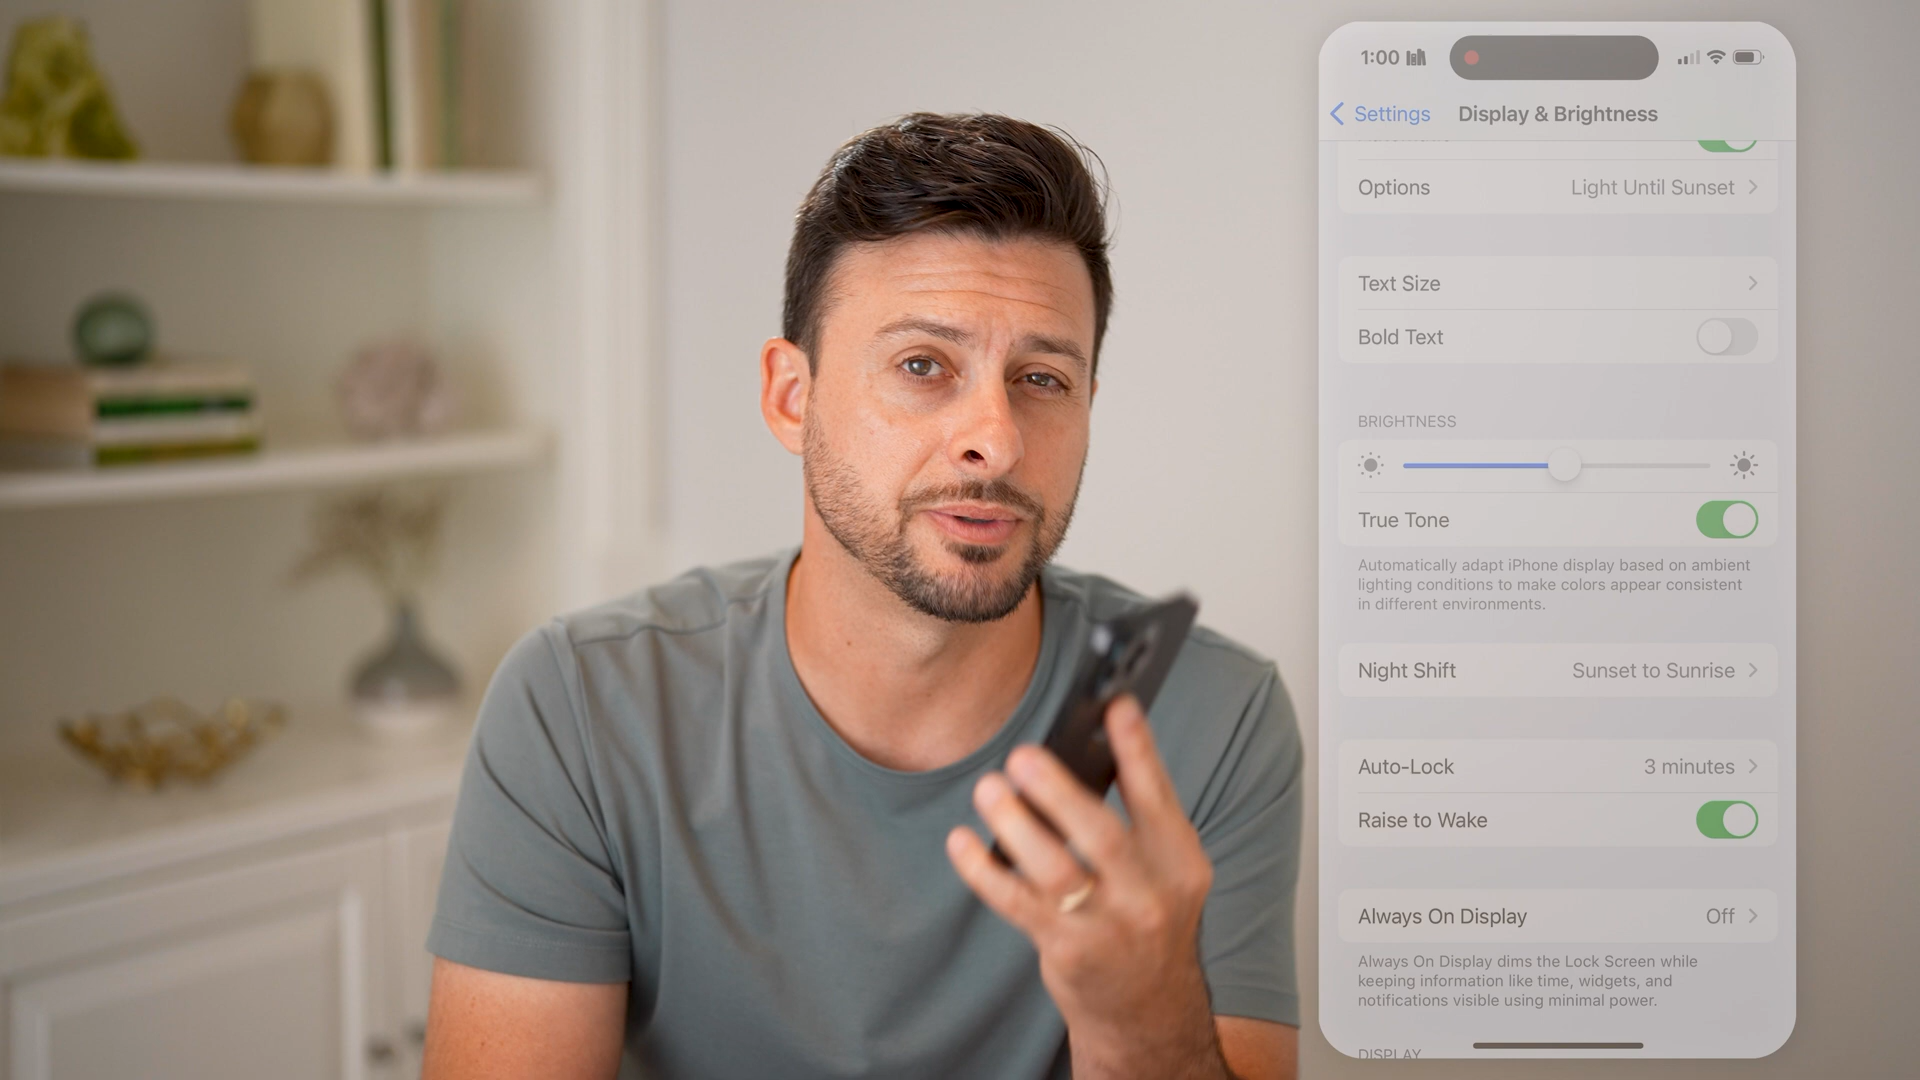 1:00
Settings
Display & Brightness
Options
Light Until Sunset
Text Size
Bold Text
BRIGHTNESS
True Tone
Automatically adapt iPhone display based on ambient
lighting conditions to make colors appear consistent
in different environments.
Night Shift
Sunset to Sunrise
Auto-Lock
3 minutes
Raise to Wake
Always On Display
Off
Always On Display dims the Lock Screen while
keeping information like time, widgets, and
notifications visible using minimal power.
DISPLAY